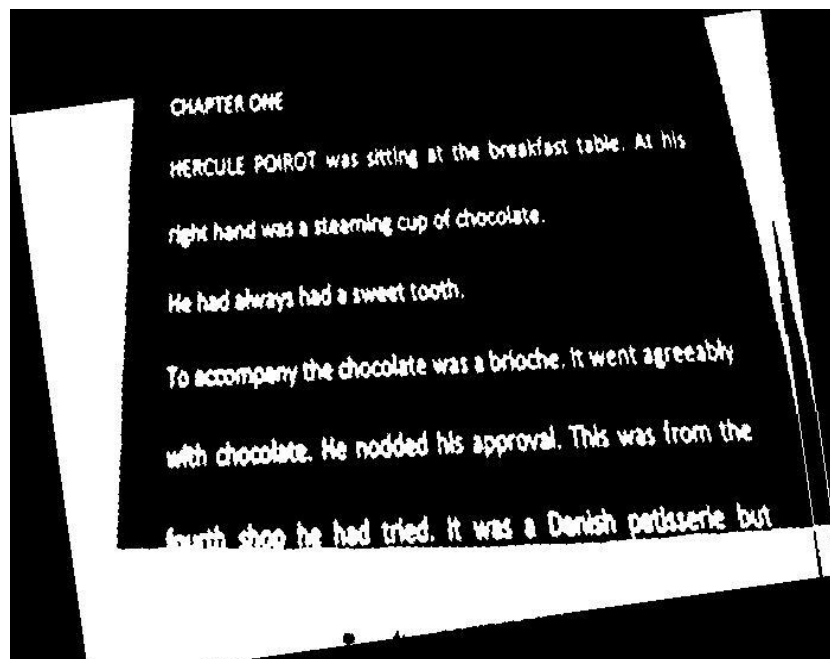 CHAPTER ONE
HERCULE POIROT was sitting at the breakfast table. At his
right hand was a steaming cup of chocolate.
He had always had a sweet tooth.
To accompany the chocolate was a brioche. It went agreeably
with chocolate. He nodded his approval. This was from the
fourth shop he had tried. It was a Danish patisserie but